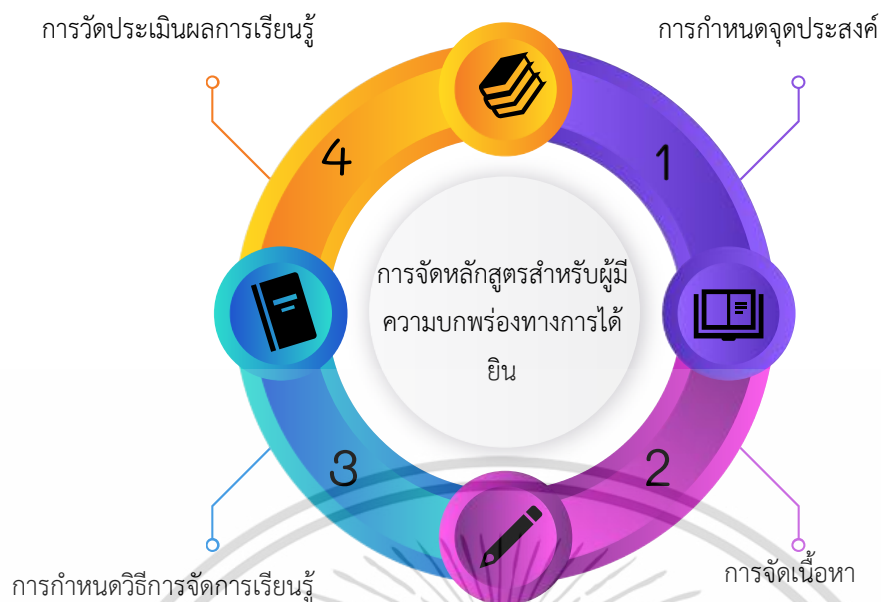 การวัดประเมินผลการเรียนรู้
การกำหนดจุดประสงค์
4
1
การจัดหลักสูตรสำหรับผู้มี
ความบกพร่องทางการได้
ยิน
3
2
การกำหนดวิธีการจัดการเรียนรู้
การจัดเนื้อหา